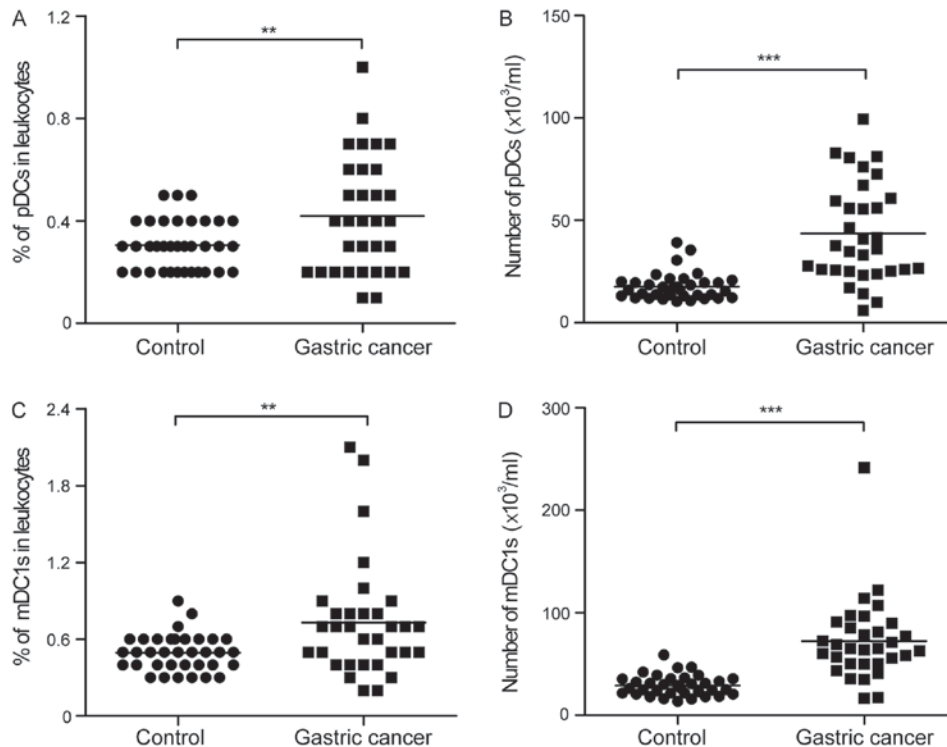 A
1.2
0.8
0.4
0
% of pDCs in leukocytes
**
Control
Gastric cancer
B
150
100
50
0
Number of pDCs (x10³/ml)
***
Control
Gastric cancer
C
2.4
1.8
1.2
0.6
0
% of mDC1s in leukocytes
**
Control
Gastric cancer
D
300
200
100
0
Number of mDC1s (x10³/ml)
***
Control
Gastric cancer